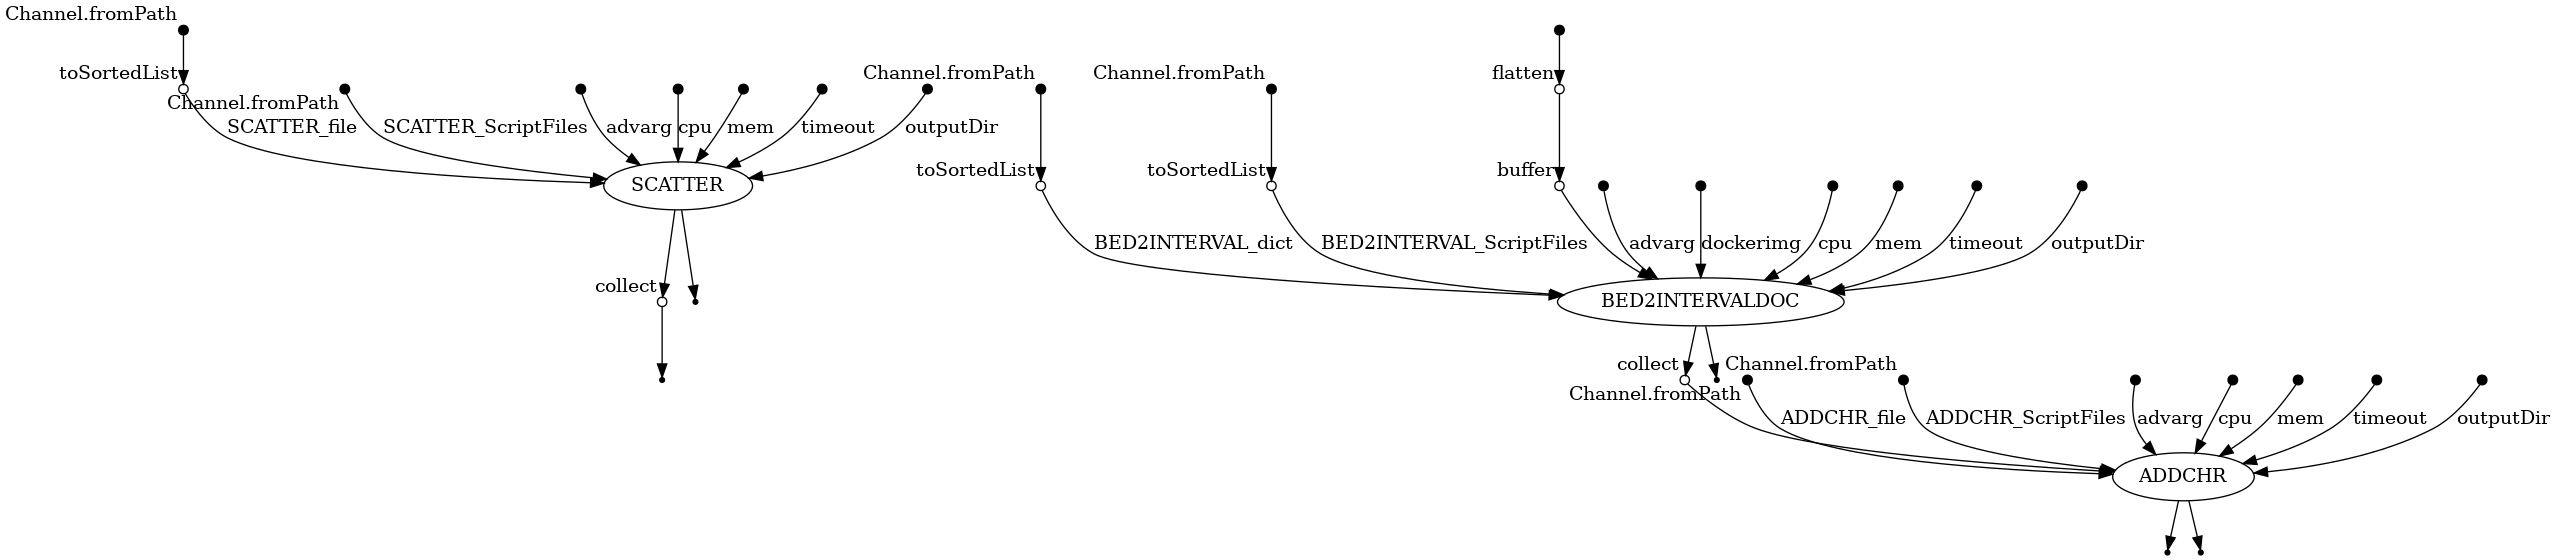 Channel.fromPath
toSortedList
Channel.fromPath
Channel.fromPath
flatten
Channel.fromPath
SCATTER_file
SCATTER_ScriptFiles
advarg
cpu
mem
timeout
outputDir
toSortedList
toSortedList
buffer
SCATTER
BED2INTERVAL_dict
BED2INTERVAL_ScriptFiles
advarg
dockerimg
cpu
mem
timeout
outputDir
collect
BED2INTERVALDOC
collect
Channel.fromPath
Channel.fromPath
ADDCHR_file
ADDCHR_ScriptFiles
advarg
cpu
mem
timeout
outputDir
ADDCHR